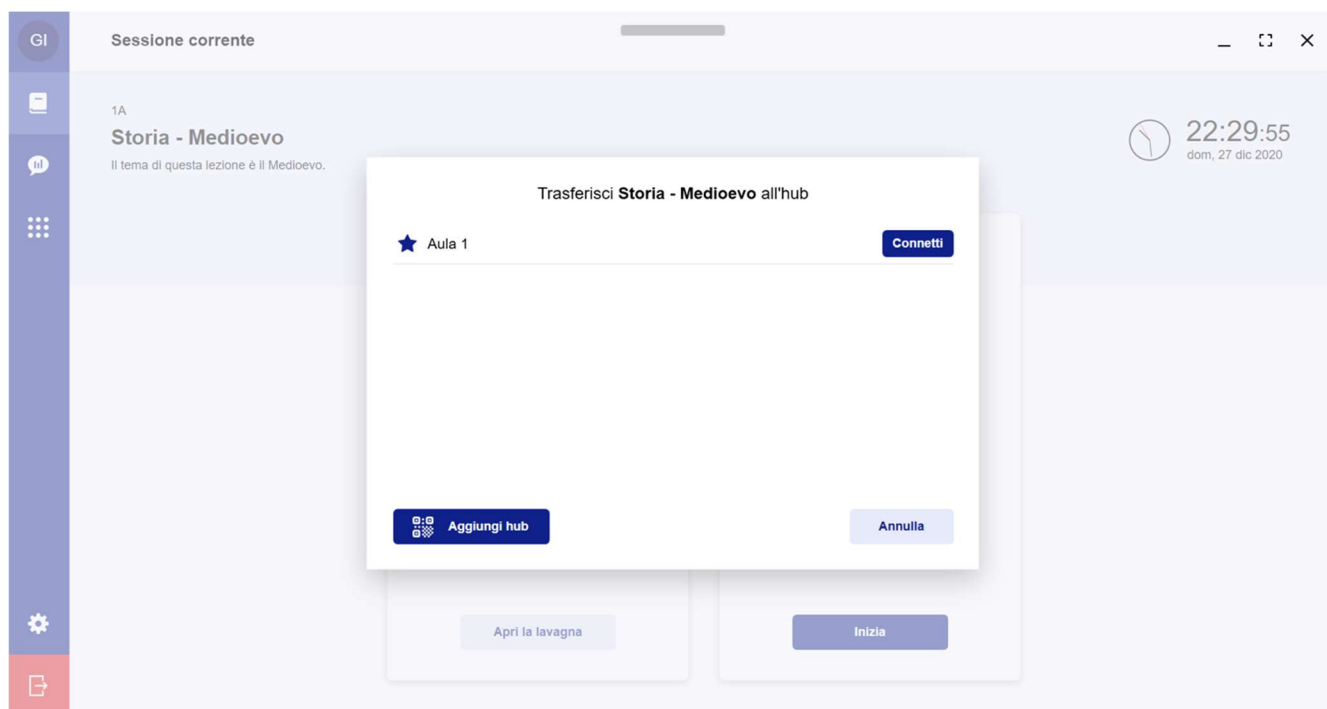 GI
Sessione corrente
1A
Storia - Medioevo
Il tema di questa lezione è il Medioevo.
22:29:55
dom, 27 dic 2020
Trasferisci Storia - Medioevo all'hub
Aula 1
Connetti
Aggiungi hub
Annulla
Apri la lavagna
Inizia